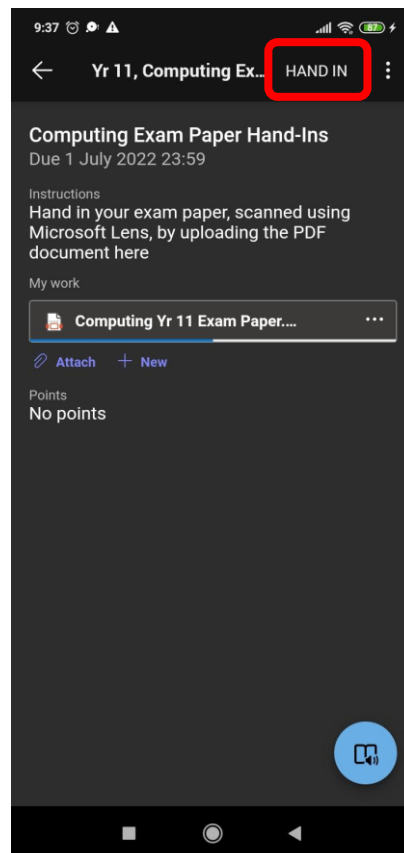 9:37
87
Yr 11, Computing Ex... HAND IN
Computing Exam Paper Hand-Ins
Due 1 July 2022 23:59
Instructions
Hand in your exam paper, scanned using
Microsoft Lens, by uploading the PDF
document here
My work
Computing Yr 11 Exam Paper....
Attach + New
Points
No points